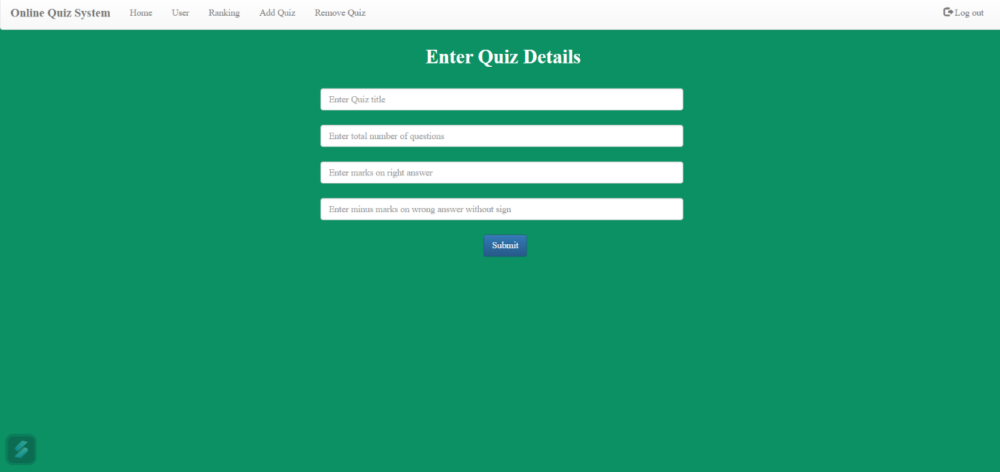 Online Quiz System Home User Ranking Add Quiz Remove Quiz Log out
Enter Quiz Details
Enter Quiz title
Enter total number of questions
Enter marks on right answer
Enter minus marks on wrong answer without sign
Submit